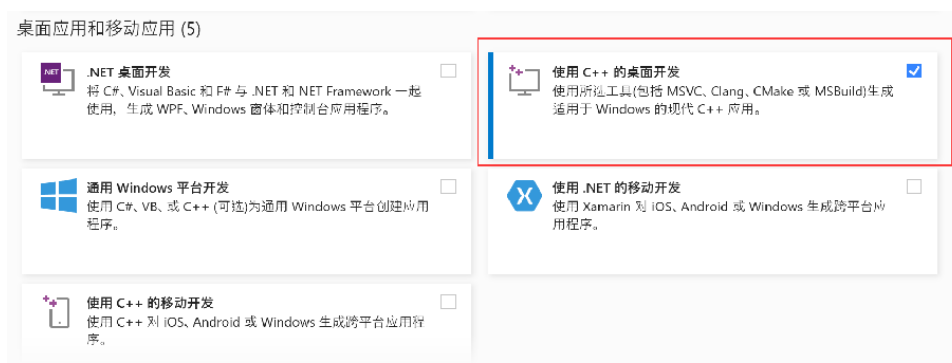 桌面应用和移动应用 (5)
.NET 桌面开发
将 C#、Visual Basic 和 F# 与 .NET 和 NET Framework 一起
使用，生成 WPF、Windows 窗体和控制台应用程序。
使用 C++ 的桌面开发
使用所选工具(包括 MSVC、Clang、CMake 或 MSBuild)生成
适用于 Windows 的现代 C++ 应用。
通用 Windows 平台开发
使用 C#、VB、或 C++ (可选)为通用 Windows 平台创建应用
程序。
使用 .NET 的移动开发
使用 Xamarin 对 iOS、Android 或 Windows 生成跨平台应
用程序。
使用 C++ 的移动开发
使用 C++ 对 iOS、Android 或 Windows 生成跨平台应用程
序。